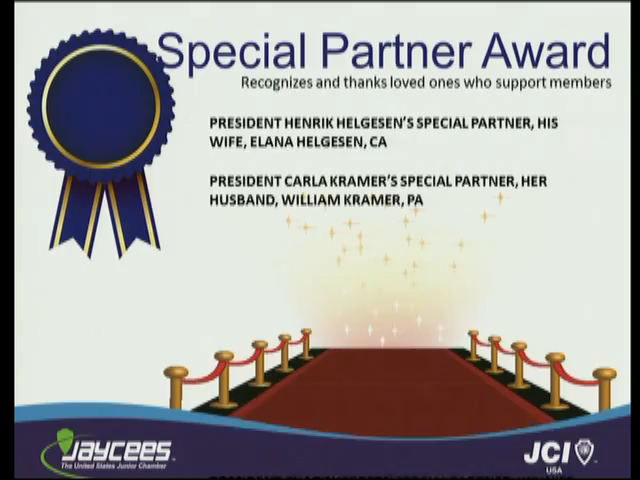 Special Partner Award
Recognizes and thanks loved ones who support members
PRESIDENT HENRIK HELGESEN'S SPECIAL PARTNER, HIS
WIFE, ELANA HELGESEN, CA
PRESIDENT CARLA KRAMER'S SPECIAL PARTNER, HER
HUSBAND, WILLIAM KRAMER, PA
JAYCEES
The United States Junior Chamber
JCI
USA